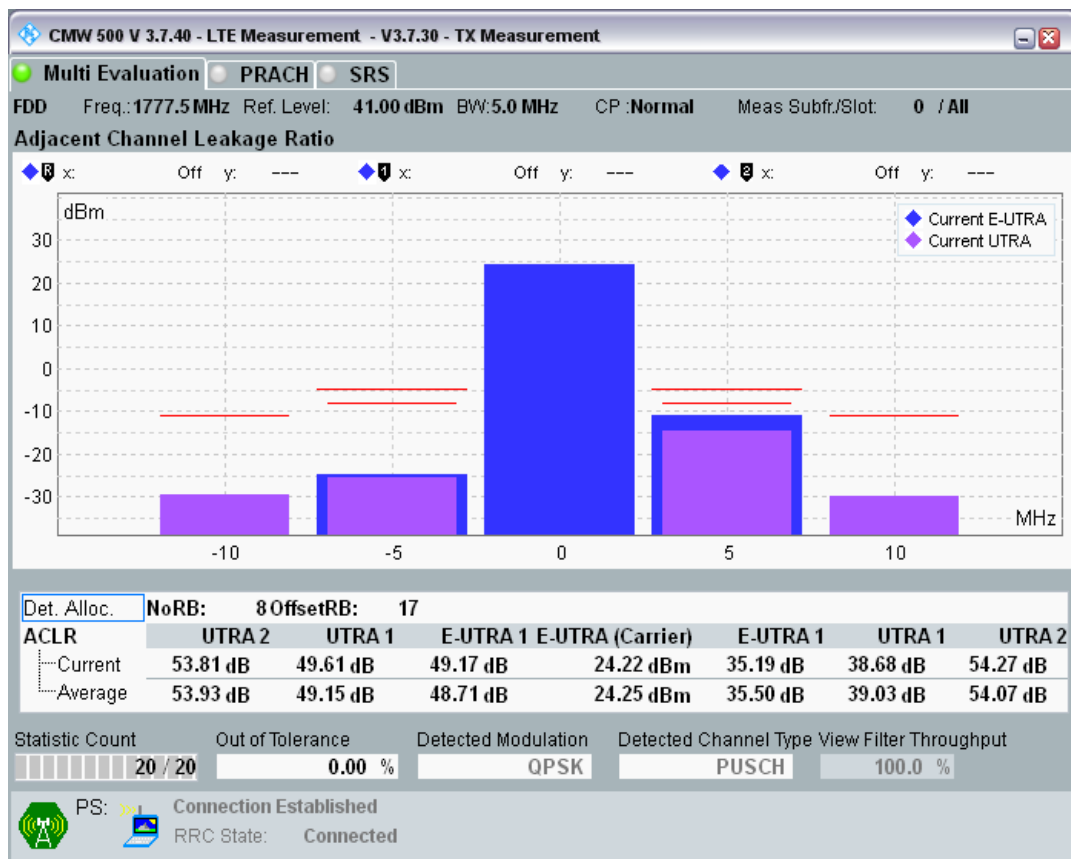 CMW 500 V 3.7.40 - LTE Measurement - V3.7.30 - TX Measurement
Multi Evaluation PRACH SRS
FDD Freq.:1777.5 MHz Ref. Level: 41.00 dBm BW:5.0 MHz CP :Normal Meas Subfr./Slot: 0 / All
Adjacent Channel Leakage Ratio
R x: Off y: --- 1 x: Off y: --- 2 x: Off y: ---
dBm
Current E-UTRA
Current UTRA
30
20
10
0
-10
-20
-30
MHz
-10 -5 0 5 10
Det. Alloc. NoRB: 8 OffsetRB: 17
ACLR UTRA 2 UTRA 1 E-UTRA 1 E-UTRA (Carrier) E-UTRA 1 UTRA 1 UTRA 2
Current 53.81 dB 49.61 dB 49.17 dB 24.22 dBm 35.19 dB 38.68 dB 54.27 dB
Average 53.93 dB 49.15 dB 48.71 dB 24.25 dBm 35.50 dB 39.03 dB 54.07 dB
Statistic Count Out of Tolerance Detected Modulation Detected Channel Type View Filter Throughput
20 / 20 0.00 % QPSK PUSCH 100.0 %
PS: Connection Established
RRC State: Connected